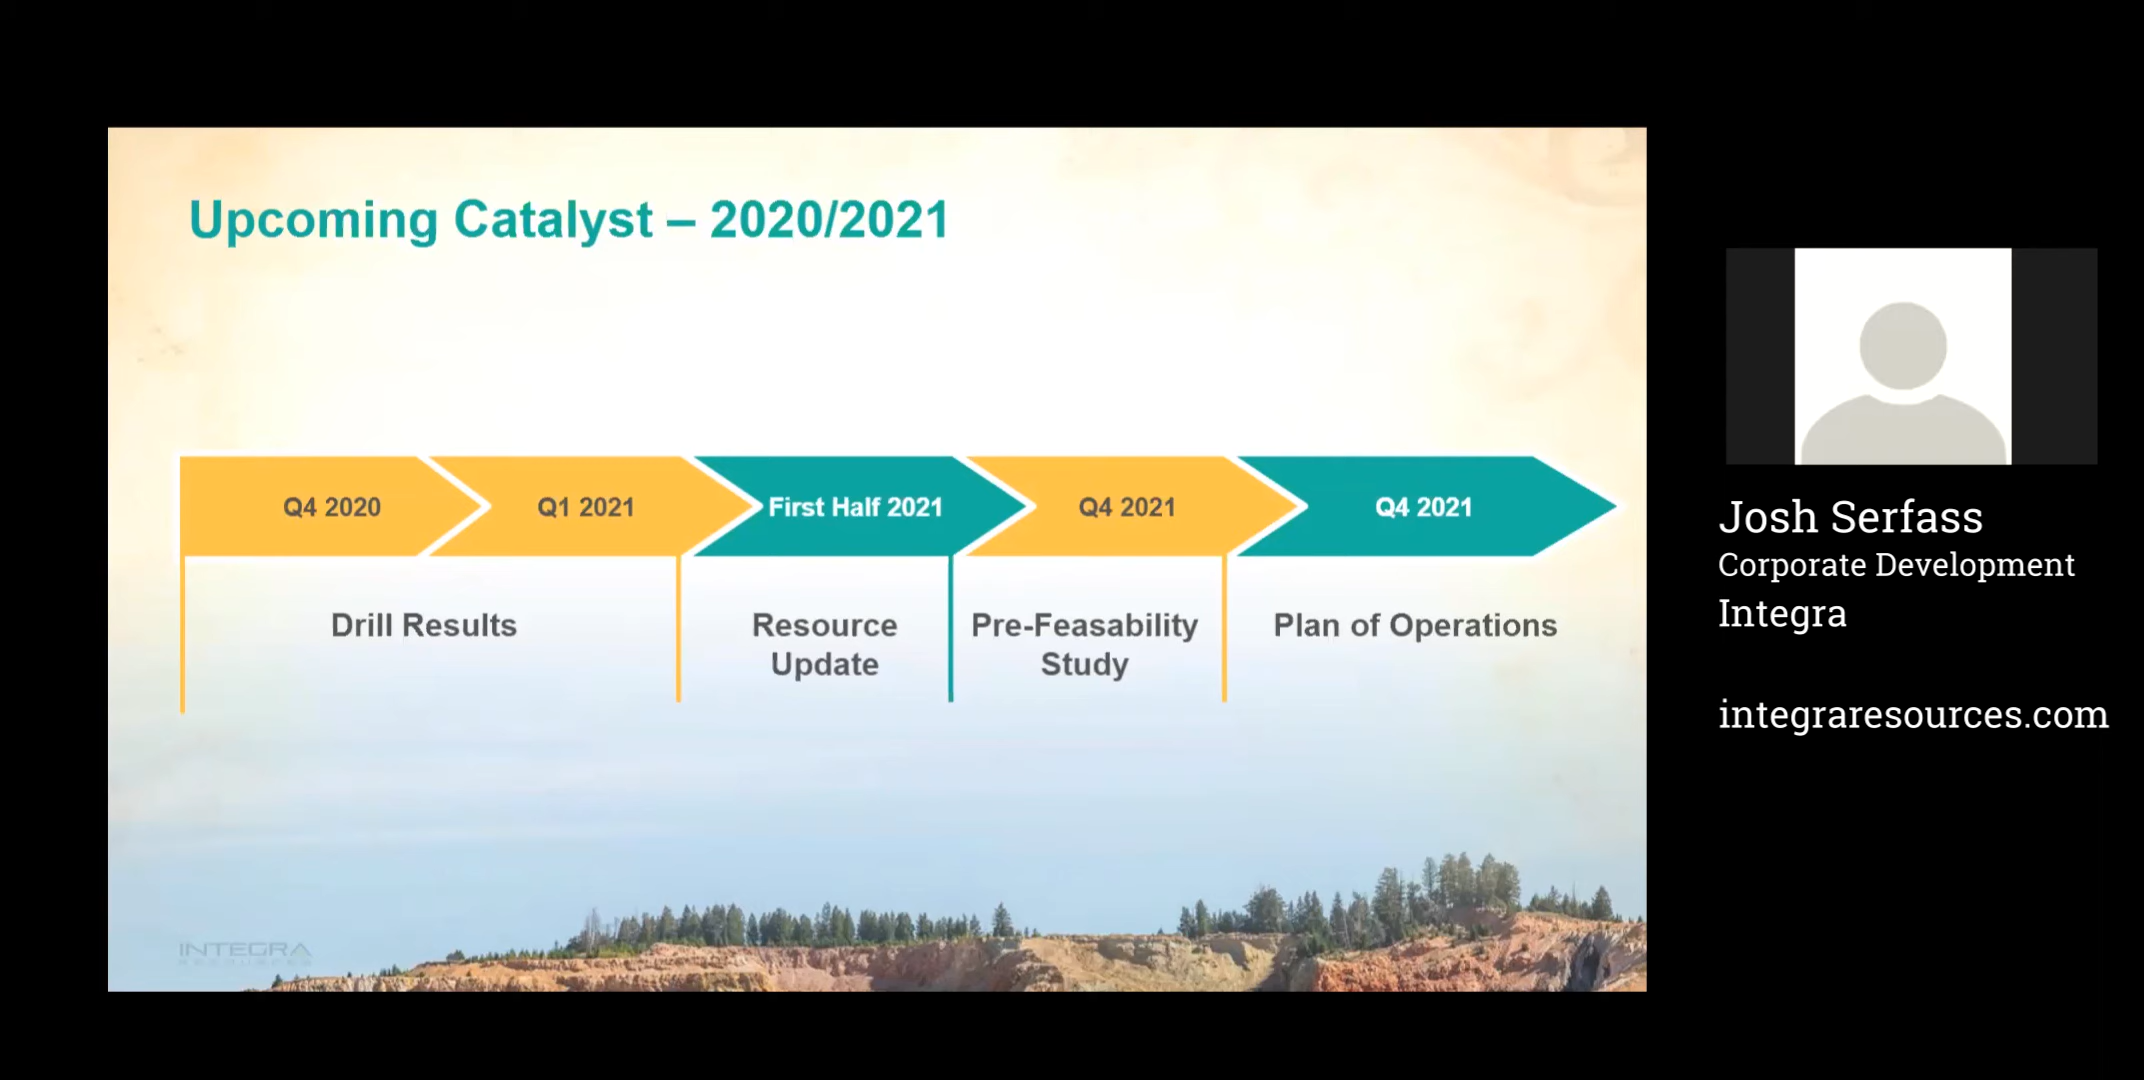 Upcoming Catalyst – 2020/2021
Q4 2020
Q1 2021
First Half 2021
Q4 2021
Q4 2021
Drill Results
Resource
Update
Pre-Feasability
Study
Plan of Operations
INTEGRA
RESOURCES
Josh Serfass
Corporate Development
Integra
integraresources.com